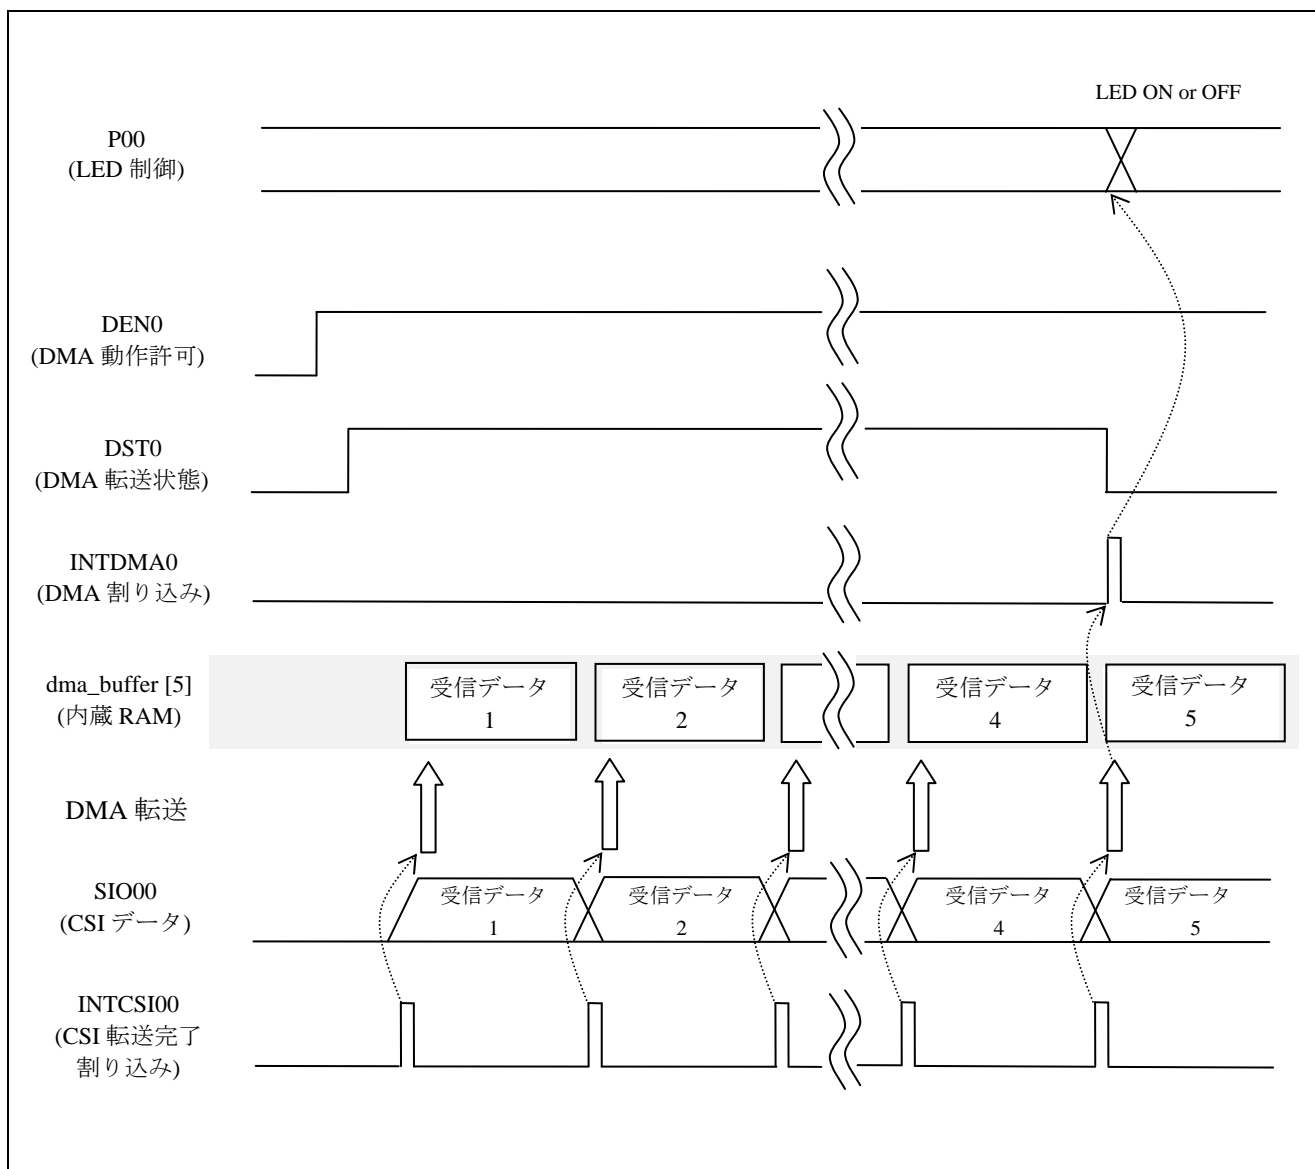 LED ON or OFF
P00
(LED 制御)
DEN0
(DMA 動作許可)
DST0
(DMA 転送状態)
INTDMA0
(DMA 割り込み)
dma_buffer [5]
(内蔵 RAM)
受信データ
1
受信データ
2
受信データ
4
受信データ
5
DMA 転送
SIO00
(CSI データ)
受信データ
1
受信データ
2
受信データ
4
受信データ
5
INTCSI00
(CSI 転送完了
割り込み)